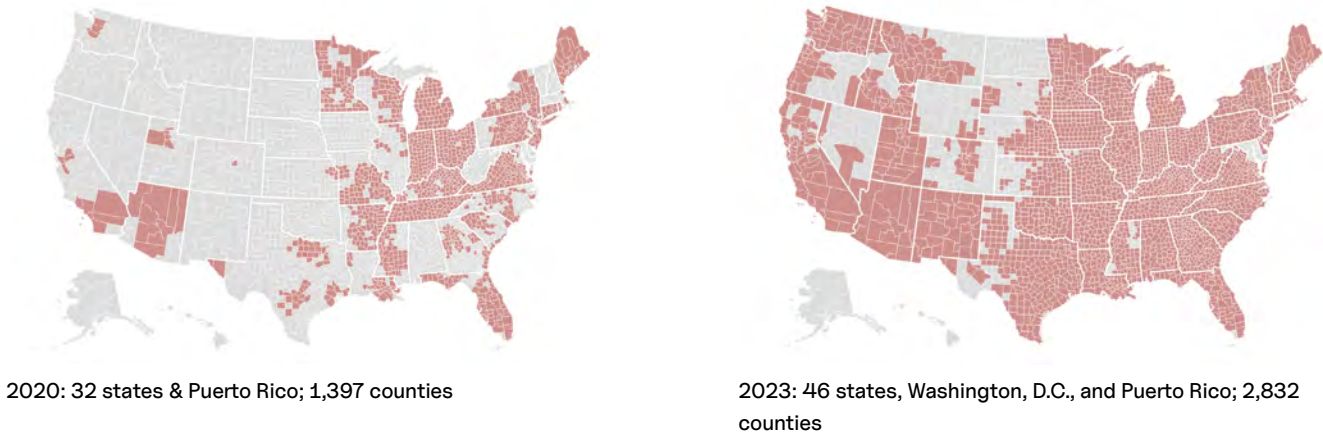 2020: 32 states & Puerto Rico; 1,397 counties
2023: 46 states, Washington, D.C., and Puerto Rico; 2,832
counties